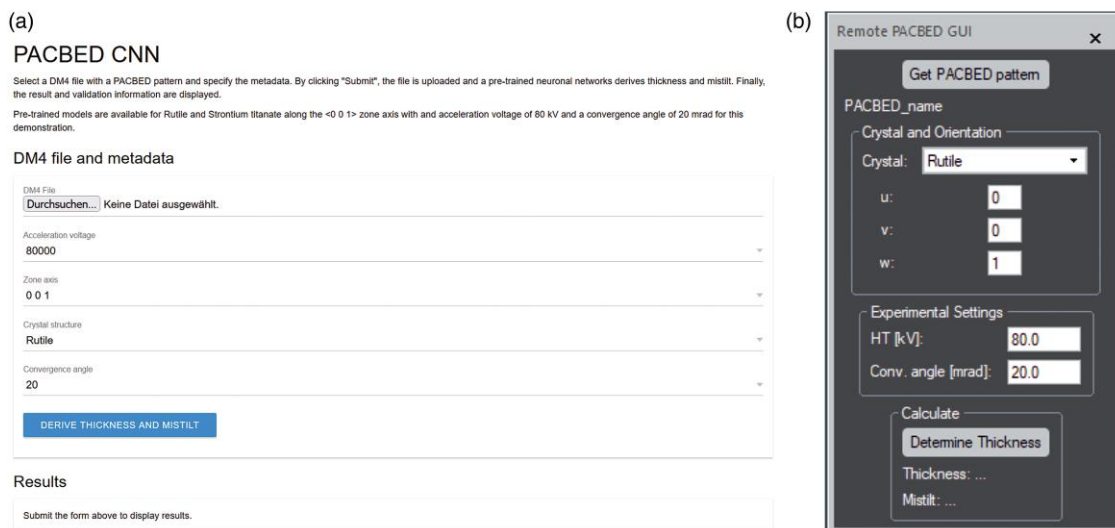 (a)
PACBED CNN
Select a DM4 file with a PACBED pattern and specify the metadata. By clicking "Submit", the file is uploaded and a pre-trained neuronal networks derives thickness and mistilt. Finally,
the result and validation information are displayed.
Pre-trained models are available for Rutile and Strontium titanate along the <0 0 1> zone axis with and acceleration voltage of 80 kV and a convergence angle of 20 mrad for this
demonstration.
DM4 file and metadata
DM4 File
Durchsuchen... Keine Datei ausgewählt.
Acceleration voltage
80000
Zone axis
0 0 1
Crystal structure
Rutile
Convergence angle
20
DERIVE THICKNESS AND MISTILT
Results
Submit the form above to display results.
(b)
Remote PACBED GUI x
Get PACBED pattern
PACBED_name
Crystal and Orientation
Crystal: Rutile
u: 0
v: 0
w: 1
Experimental Settings
HT [kV]: 80.0
Conv. angle [mrad]: 20.0
Calculate
Determine Thickness
Thickness: ...
Mistilt: ...